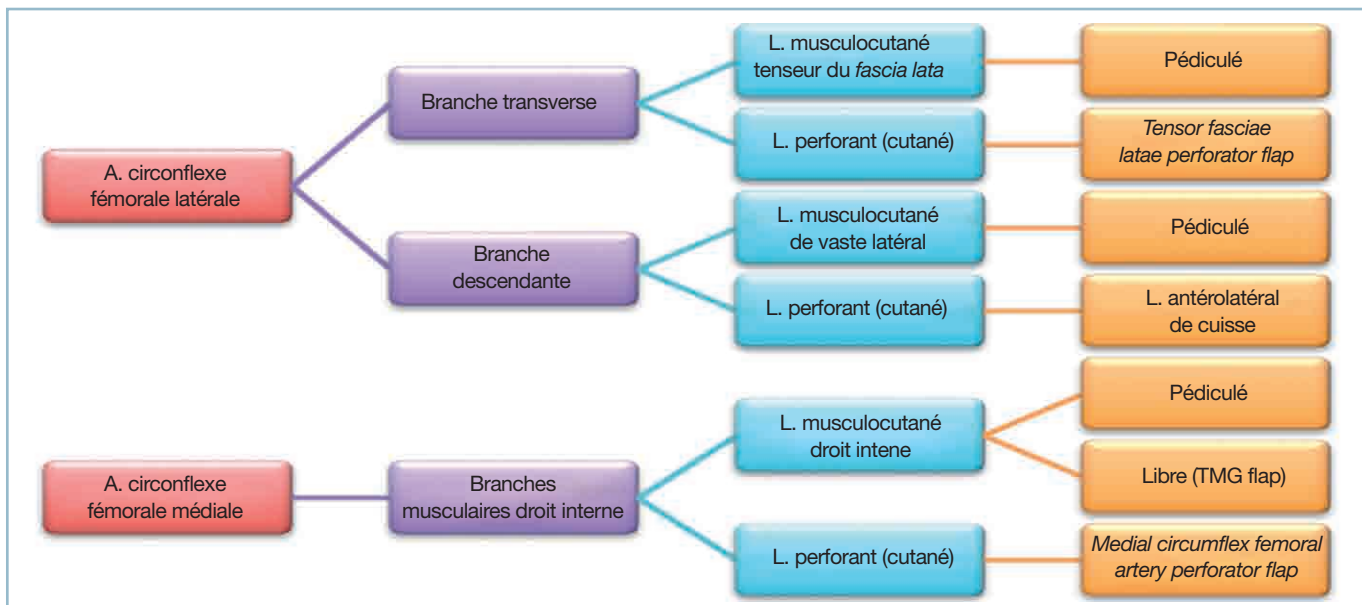 A. circonflexe
fémorale latérale
Branche transverse
L. musculocutané
tenseur du fascia lata
Pédiculé
L. perforant (cutané)
Tensor fasciae
latae perforator flap
Branche
descendante
L. musculocutané
de vaste latéral
Pédiculé
L. perforant (cutané)
L. antérolatéral
de cuisse
A. circonflexe
fémorale médiale
Branches
musculaires droit interne
L. musculocutané
droit intene
Pédiculé
Libre (TMG flap)
L. perforant (cutané)
Medial circumflex femoral
artery perforator flap